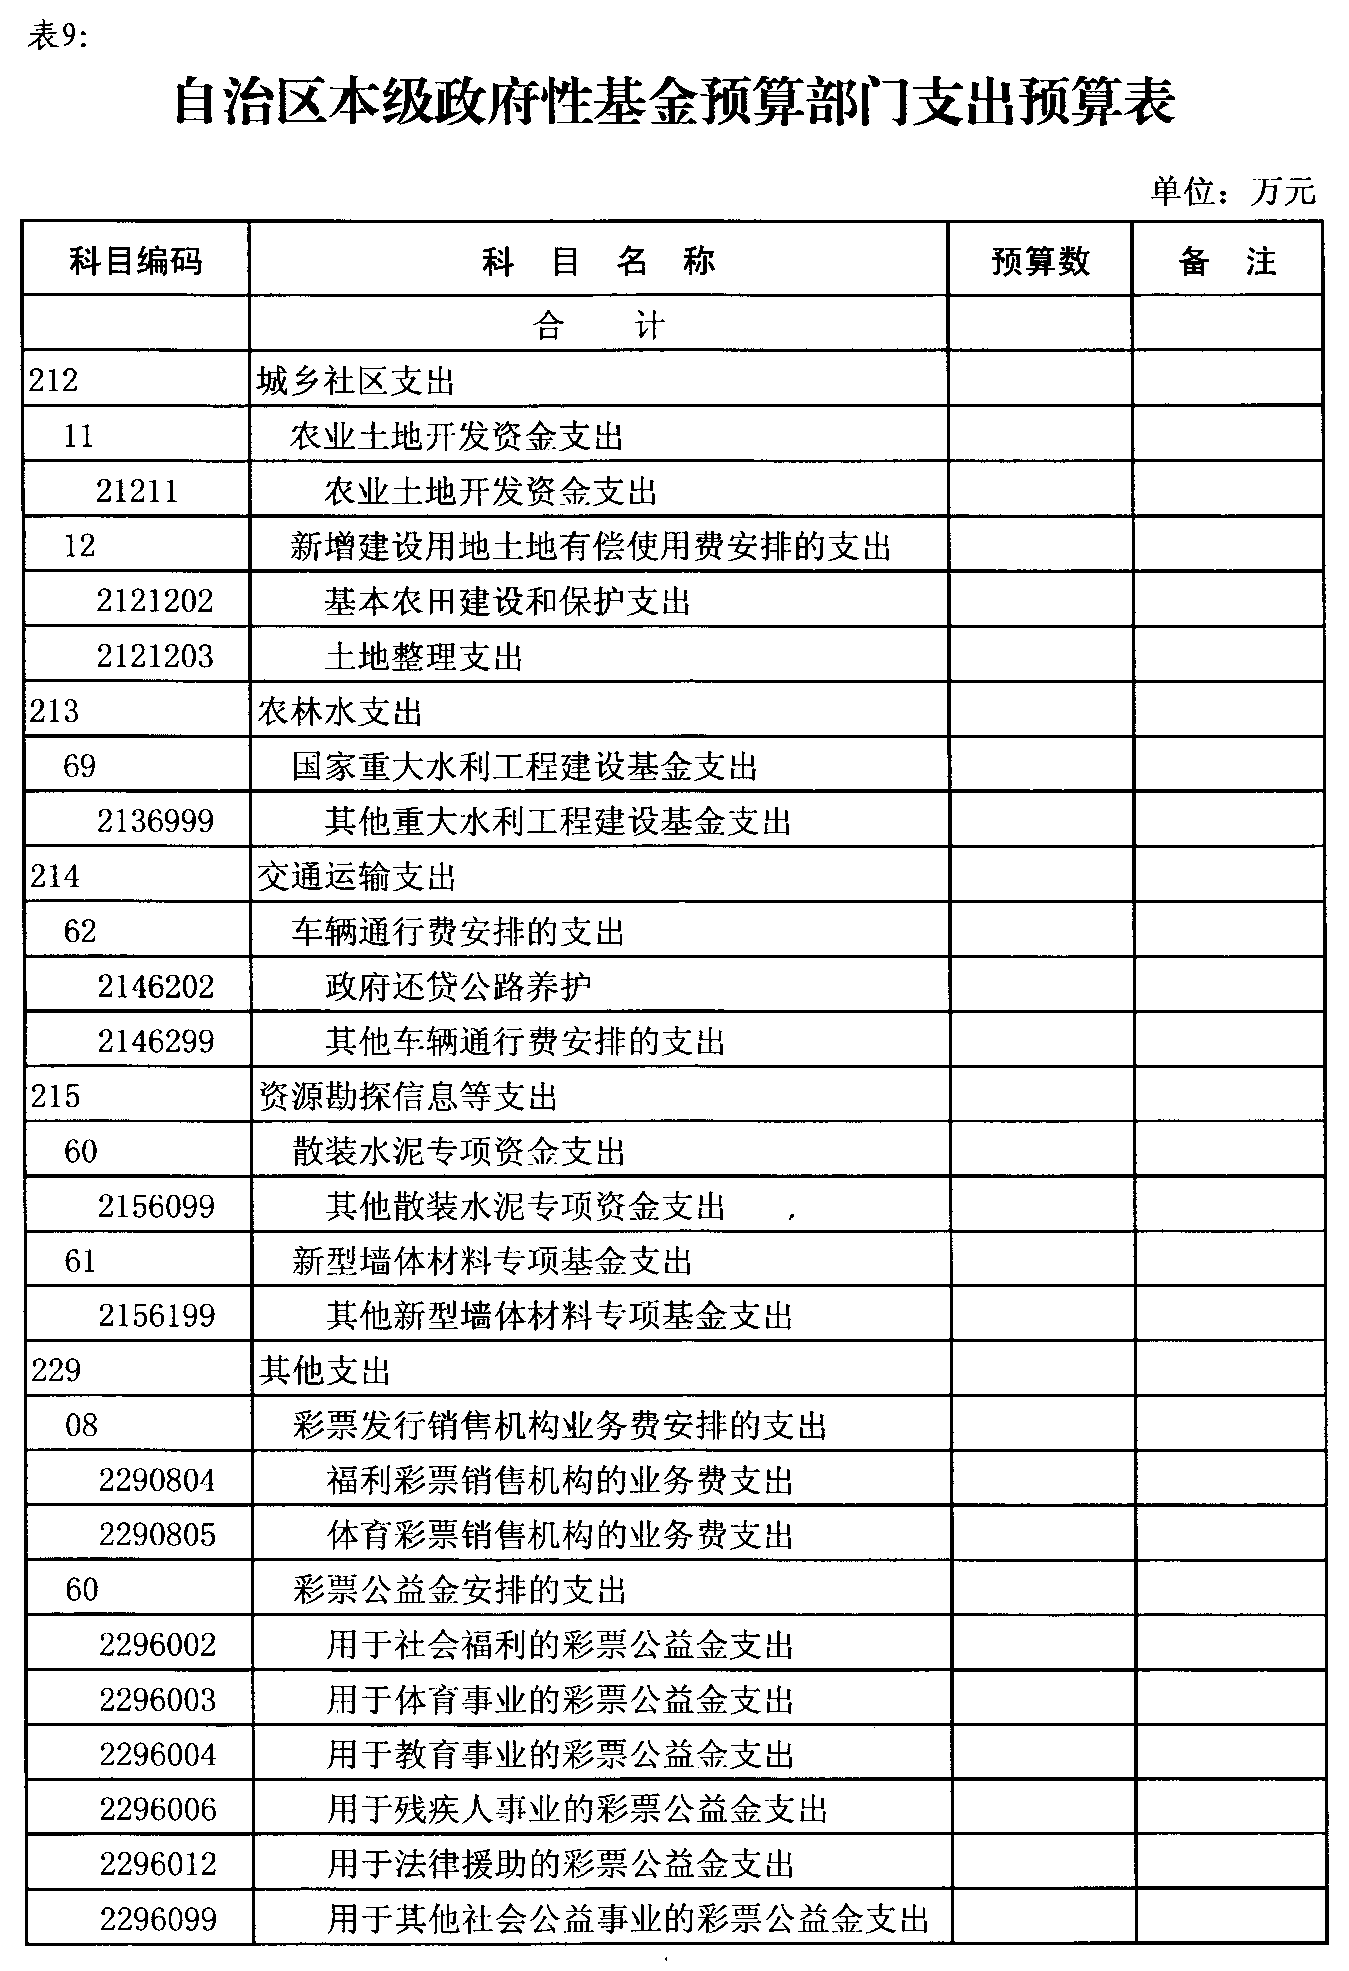 表9:
自治区本级政府性基金预算部门支出预算表
单位：万元
科目编码 科 目 名 称 预算数 备 注
合 计
212 城乡社区支出
11 农业土地开发资金支出
21211 农业土地开发资金支出
12 新增建设用地土地有偿使用费安排的支出
2121202 基本农田建设和保护支出
2121203 土地整理支出
213 农林水支出
69 国家重大水利工程建设基金支出
2136999 其他重大水利工程建设基金支出
214 交通运输支出
62 车辆通行费安排的支出
2146202 政府还贷公路养护
2146299 其他车辆通行费安排的支出
215 资源勘探信息等支出
60 散装水泥专项资金支出
2156099 其他散装水泥专项资金支出
61 新型墙体材料专项基金支出
2156199 其他新型墙体材料专项基金支出
229 其他支出
08 彩票发行销售机构业务费安排的支出
2290804 福利彩票销售机构的业务费支出
2290805 体育彩票销售机构的业务费支出
60 彩票公益金安排的支出
2296002 用于社会福利的彩票公益金支出
2296003 用于体育事业的彩票公益金支出
2296004 用于教育事业的彩票公益金支出
2296006 用于残疾人事业的彩票公益金支出
2296012 用于法律援助的彩票公益金支出
2296099 用于其他社会公益事业的彩票公益金支出